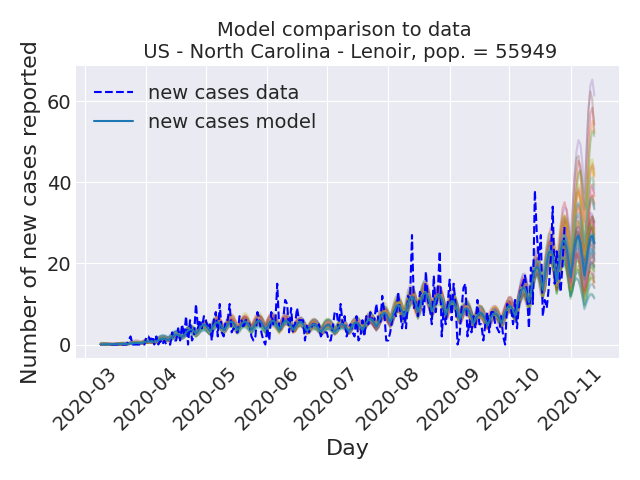 Model comparison to data
US - North Carolina - Lenoir, pop. = 55949
Number of new cases reported
60
40
20
0
new cases data
new cases model
2020-03
2020-04
2020-05
2020-06
2020-07
2020-08
2020-09
2020-10
2020-11
Day